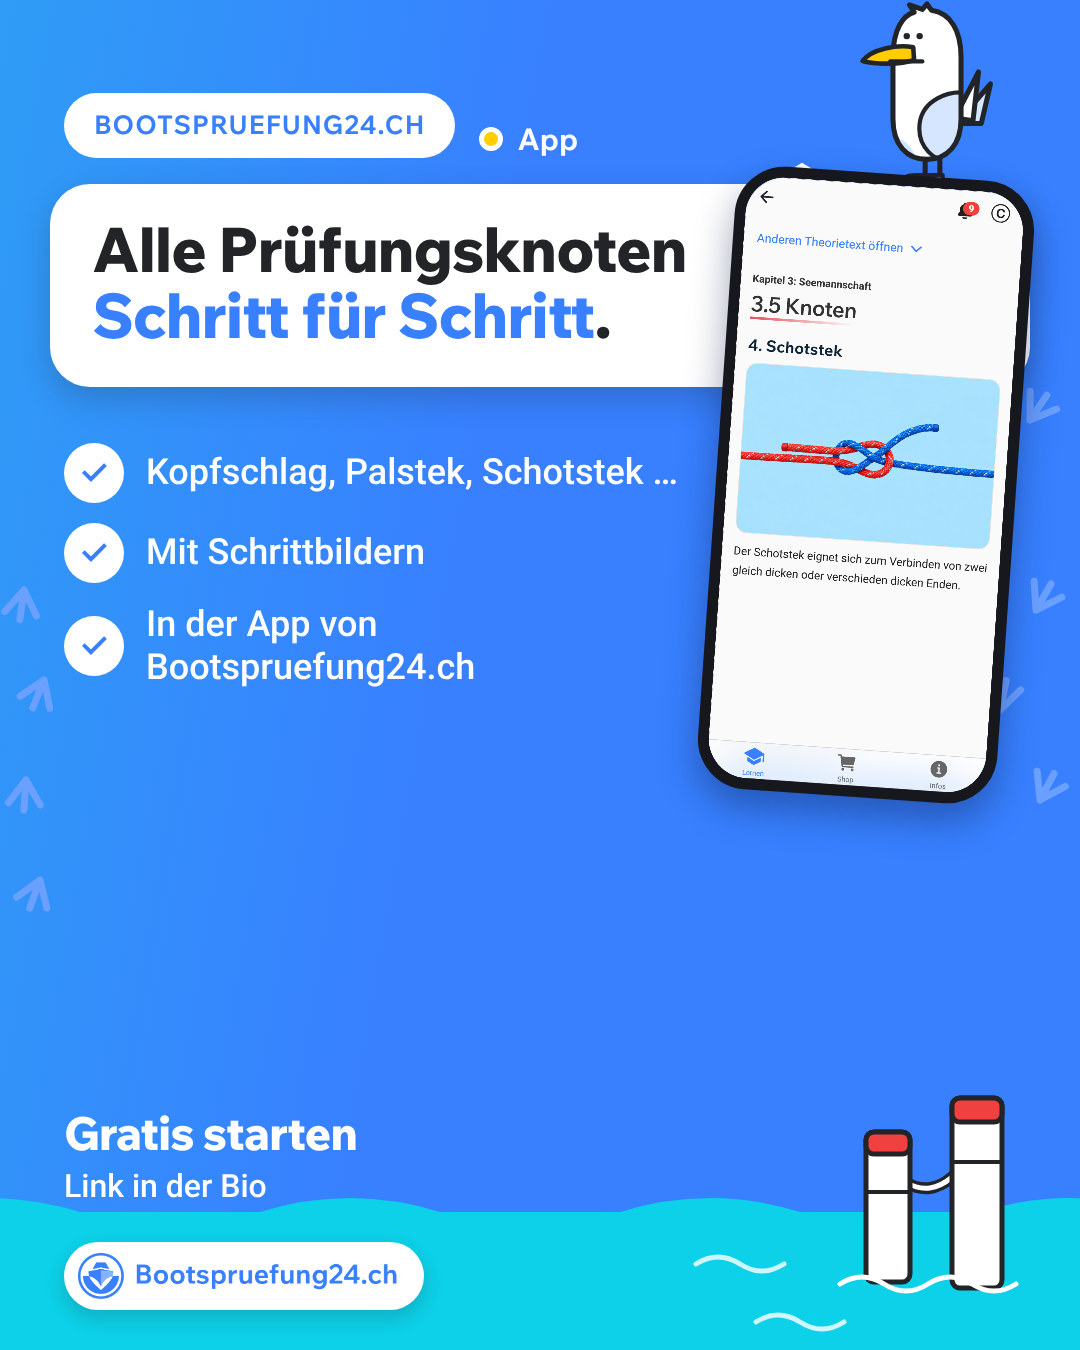 BOOTSPRUEFUNG24.CH
App
Alle Prüfungsknoten
Schritt für Schritt.
Kopfschlag, Palstek, Schotstek ...
Mit Schrittbildern
In der App von
Bootspruefung24.ch
9
C
Anderen Theorietext öffnen
Kapitel 3: Seemannschaft
3.5 Knoten
4. Schotstek
Der Schotstek eignet sich zum Verbinden von zwei
gleich dicken oder verschieden dicken Enden.
Lernen
Shop
Infos
Gratis starten
Link in der Bio
Bootspruefung24.ch